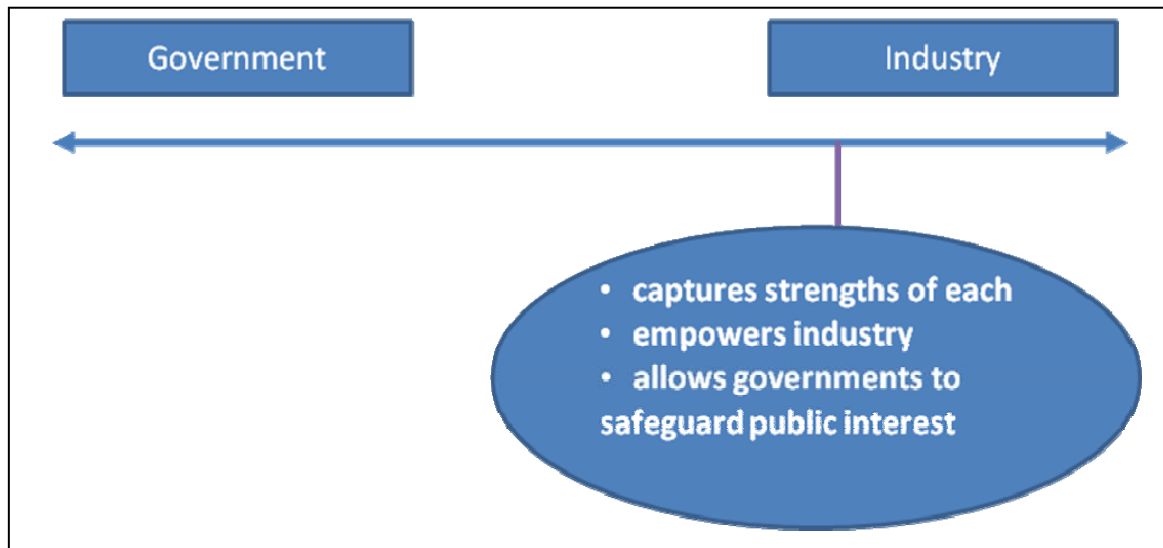 Government
Industry
• captures strengths of each
• empowers industry
• allows governments to
safeguard public interest